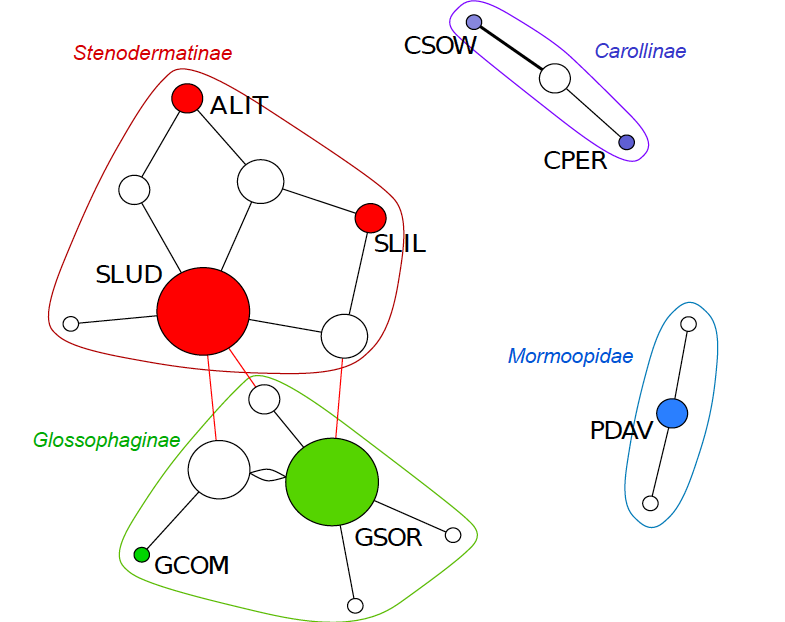 Stenodermatinae
CSOW
Carollinae
ALIT
CPER
SLIL
SLUD
Mormoopidae
PDAV
Glossophaginae
GSOR
GCOM